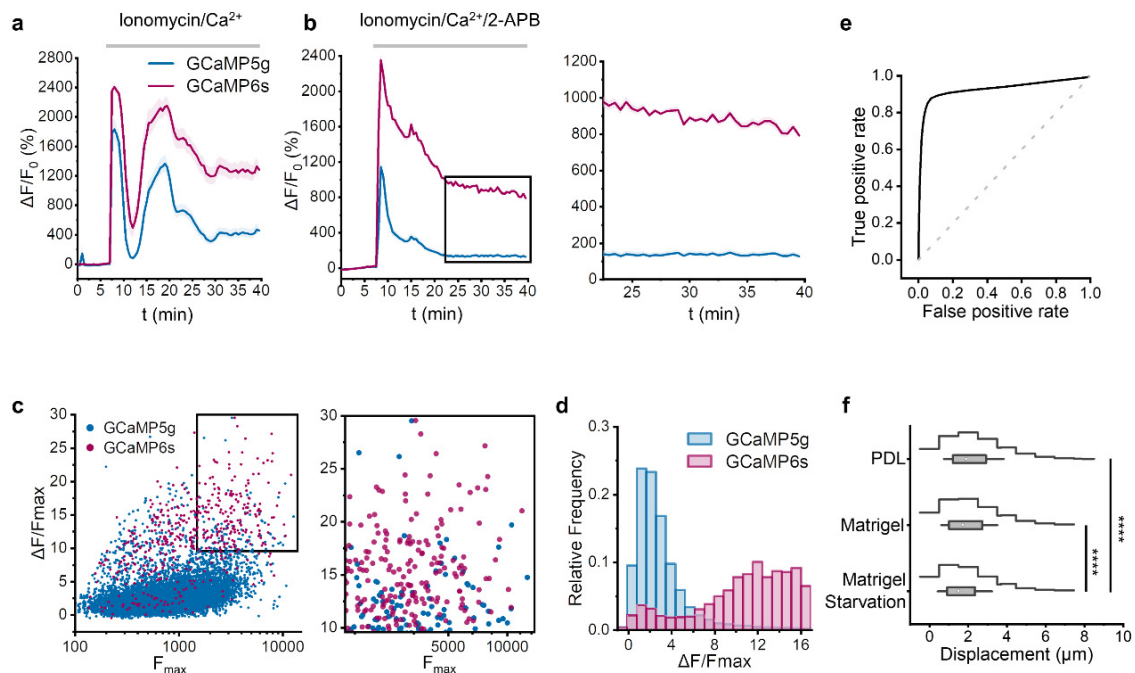 a
Ionomycin/Ca²⁺
GCaMP5g
GCaMP6s
ΔF/F₀ (%)
2800
2400
2000
1600
1200
800
400
0
0 5 10 15 20 25 30 35 40
t (min)
b
Ionomycin/Ca²⁺/2-APB
ΔF/F₀ (%)
2400
2000
1600
1200
800
400
0
0 5 10 15 20 25 30 35 40
t (min)
1200
1000
800
600
400
200
0
25 30 35 40
t (min)
e
True positive rate
1.0
0.8
0.6
0.4
0.2
0.0
0.0 0.2 0.4 0.6 0.8 1.0
False positive rate
c
GCaMP5g
GCaMP6s
ΔF/Fmax
30
25
20
15
10
5
0
100 1000 10000
Fmax
30
25
20
15
10
5000 10000
Fmax
d
GCaMP5g
GCaMP6s
Relative Frequency
0.3
0.2
0.1
0.0
0 4 8 12 16
ΔF/Fmax
f
PDL
Matrigel
Matrigel
Starvation
****
****
0 2 4 6 8 10
Displacement (µm)